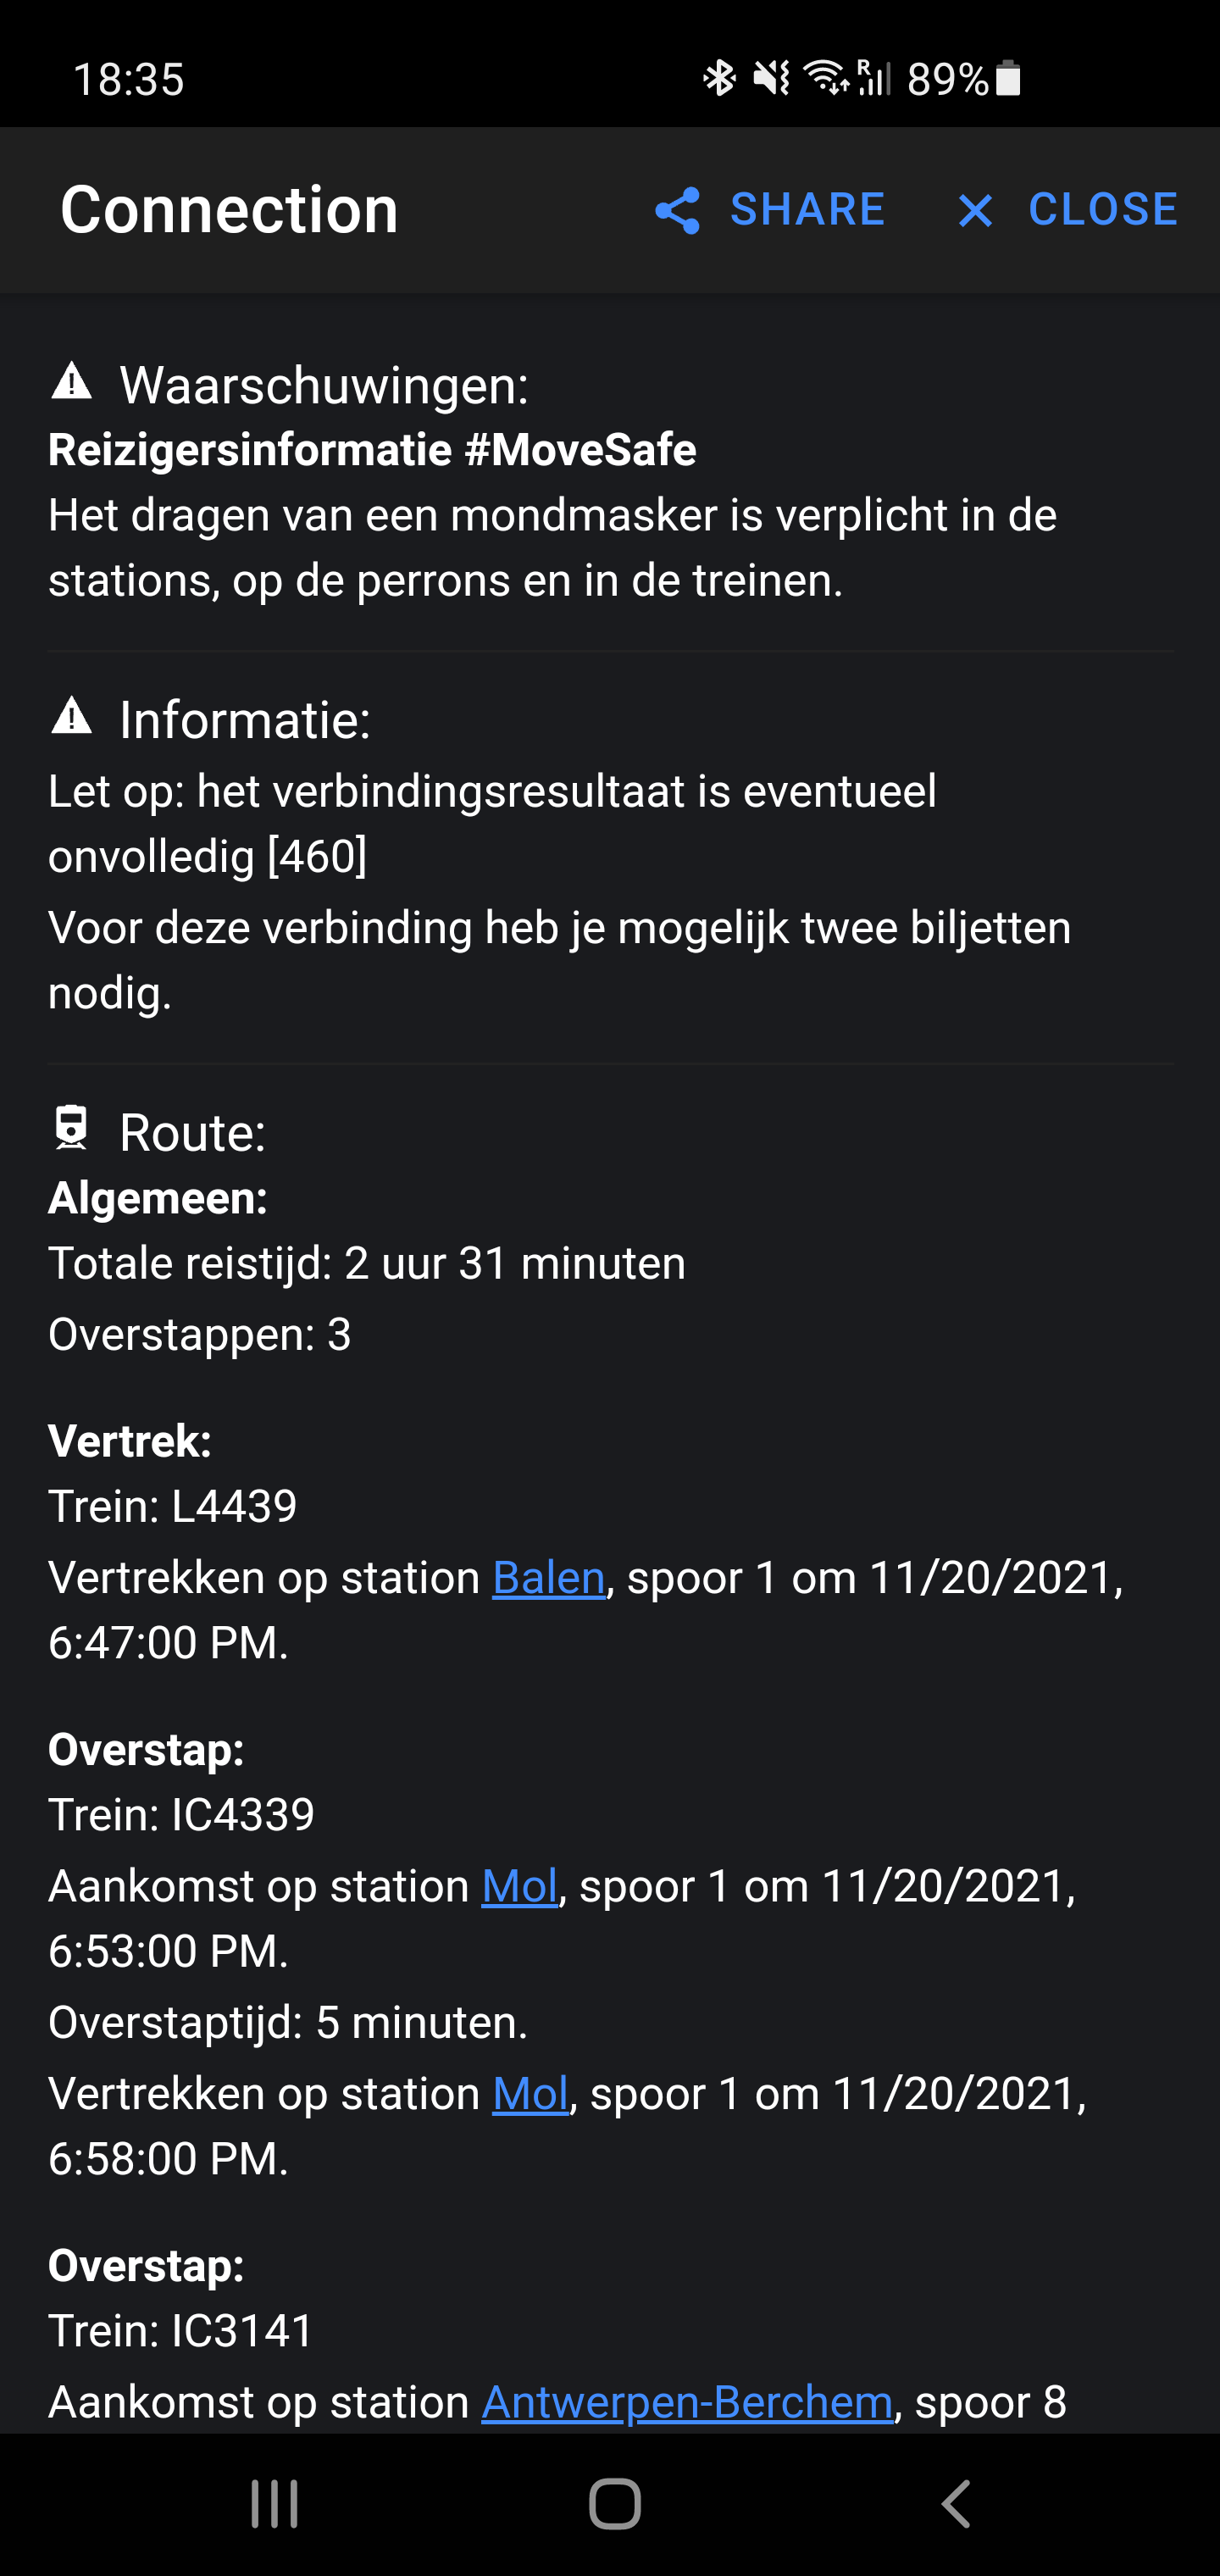 18:35 R 89%
Connection SHARE CLOSE
Waarschuwingen:
Reizigersinformatie #MoveSafe
Het dragen van een mondmasker is verplicht in de
stations, op de perrons en in de treinen.
Informatie:
Let op: het verbindingsresultaat is eventueel
onvolledig [460]
Voor deze verbinding heb je mogelijk twee biljetten
nodig.
Route:
Algemeen:
Totale reistijd: 2 uur 31 minuten
Overstappen: 3
Vertrek:
Trein: L4439
Vertrekken op station Balen, spoor 1 om 11/20/2021,
6:47:00 PM.
Overstap:
Trein: IC4339
Aankomst op station Mol, spoor 1 om 11/20/2021,
6:53:00 PM.
Overstaptijd: 5 minuten.
Vertrekken op station Mol, spoor 1 om 11/20/2021,
6:58:00 PM.
Overstap:
Trein: IC3141
Aankomst op station Antwerpen-Berchem, spoor 8